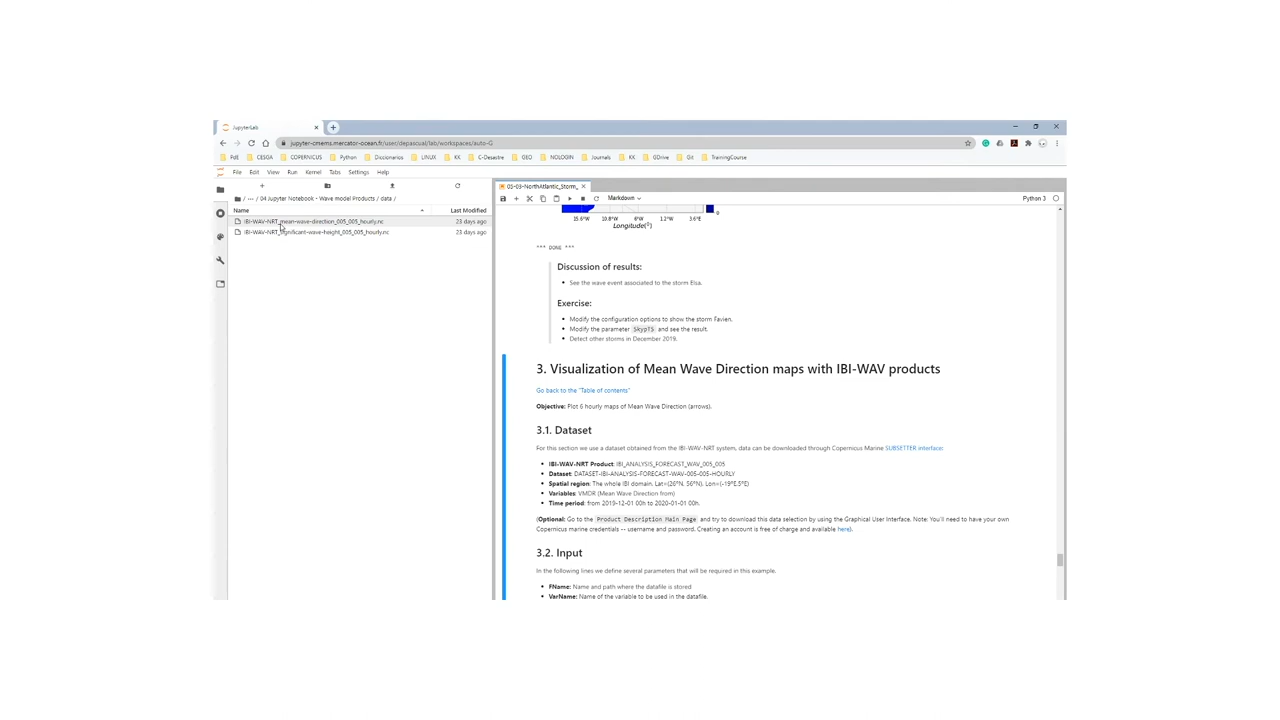 JupyterLab
jupyter-cmems.mercator-ocean.fr/user/depascual/lab/workspaces/auto-G
PdE CESGA COPERNICUS Python Diccionarios LINUX KK C-Desastre GEO NOLOGIN Journals KK GDrive Git TrainingCourse
File Edit View Run Kernel Tabs Settings Help
/ ··· / 04 Jupyter Notebook - Wave model Products / data /
Name Last Modified
IBI-WAV-NRT_mean-wave-direction_005_005_hourly.nc 23 days ago
IBI-WAV-NRT_significant-wave-height_005_005_hourly.nc 23 days ago
03-03-NorthAtlantic_Storm_
Markdown
Python 3
0
15.6°W 10.8°W 6°W 1.2°W 3.6°E
Longitude[°]
*** DONE ***
Discussion of results:
• See the wave event associated to the storm Elsa.
Exercise:
• Modify the configuration options to show the storm Favien.
• Modify the parameter SkypTS and see the result.
• Detect other storms in December 2019.
3. Visualization of Mean Wave Direction maps with IBI-WAV products
Go back to the "Table of contents"
Objective: Plot 6 hourly maps of Mean Wave Direction (arrows).
3.1. Dataset
For this section we use a dataset obtained from the IBI-WAV-NRT system, data can be downloaded through Copernicus Marine SUBSETTER interface:
• IBI-WAV-NRT Product: IBI_ANALYSIS_FORECAST_WAV_005_005
• Dataset: DATASET-IBI-ANALYSIS-FORECAST-WAV-005-005-HOURLY
• Spatial region: The whole IBI domain. Lat=(26ºN, 56ºN), Lon=(-19ºE,5ºE)
• Variables: VMDR (Mean Wave Direction from)
• Time period: from 2019-12-01 00h to 2020-01-01 00h.
(Optional: Go to the Product Description Main Page and try to download this data selection by using the Graphical User Interface. Note: You'll need to have your own
Copernicus marine credentials -- username and password. Creating an account is free of charge and available here).
3.2. Input
In the following lines we define several parameters that will be required in this example.
• FName: Name and path where the datafile is stored
• VarName: Name of the variable to be used in the datafile.